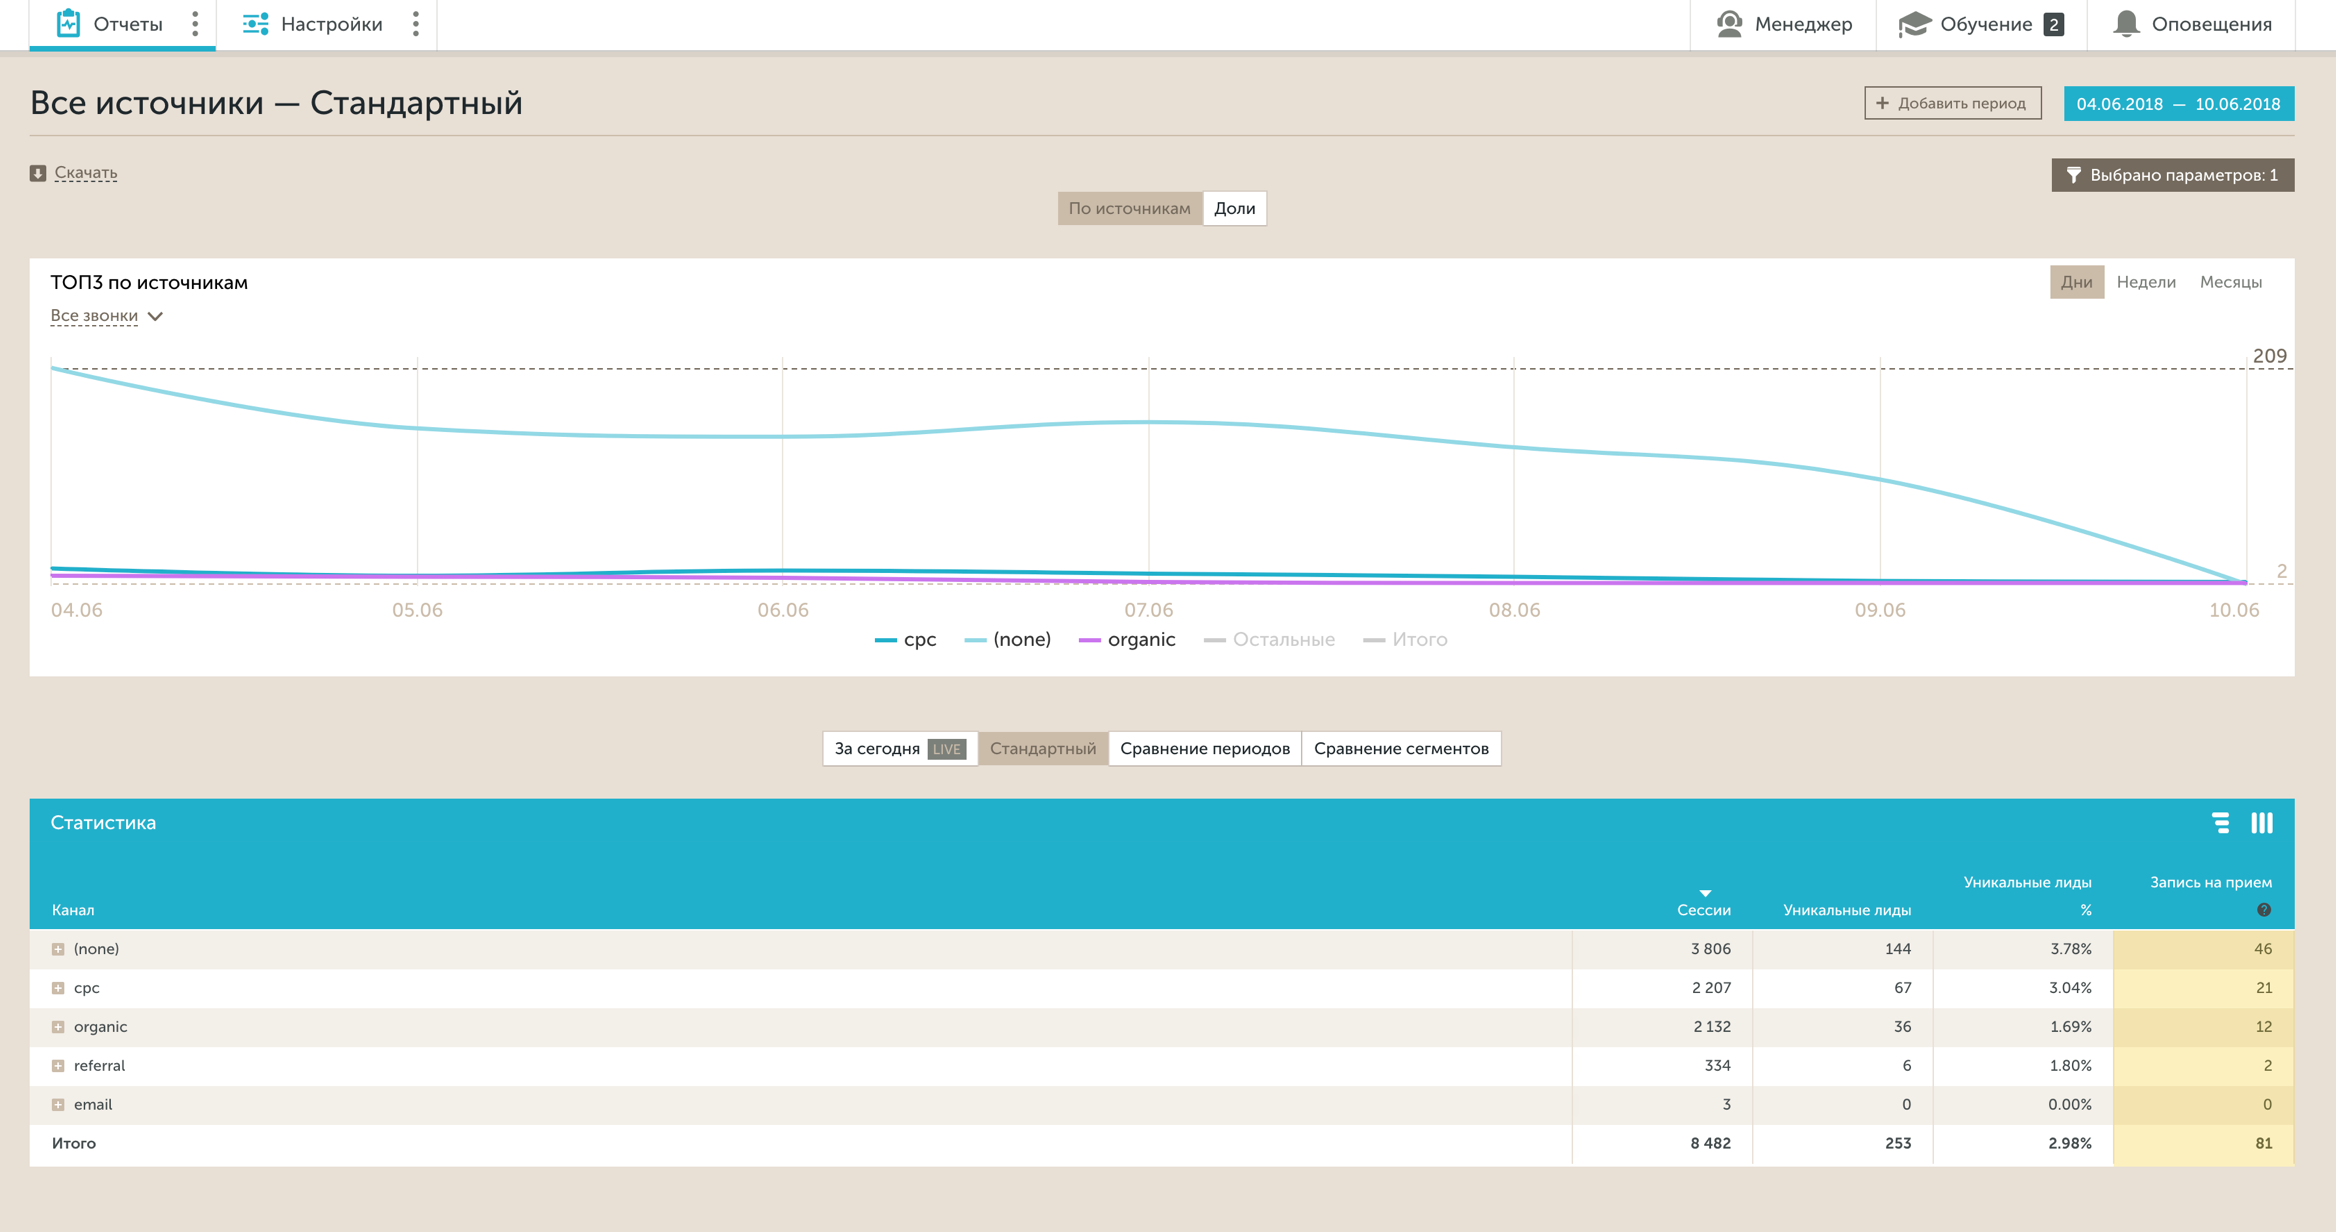 Отчеты
Настройки
Менеджер
Обучение 2
Оповещения
Все источники — Стандартный
+ Добавить период
04.06.2018 — 10.06.2018
Скачать
Выбрано параметров: 1
По источникам
Доли
ТОП3 по источникам
Дни
Недели
Месяцы
Все звонки
209
2
04.06
05.06
06.06
07.06
08.06
09.06
10.06
cpc
(none)
organic
Остальные
Итого
За сегодня LIVE
Стандартный
Сравнение периодов
Сравнение сегментов
Статистика
Канал
Сессии
Уникальные лиды
Уникальные лиды
%
Запись на прием
?
(none) 3 806 144 3.78% 46
cpc 2 207 67 3.04% 21
organic 2 132 36 1.69% 12
referral 334 6 1.80% 2
email 3 0 0.00% 0
Итого 8 482 253 2.98% 81